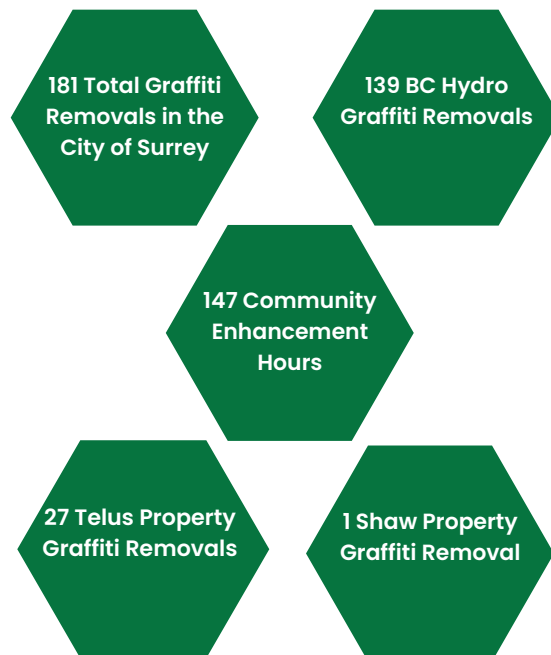 181 Total Graffiti
Removals in the
City of Surrey
139 BC Hydro
Graffiti Removals
147 Community
Enhancement
Hours
27 Telus Property
Graffiti Removals
1 Shaw Property
Graffiti Removal